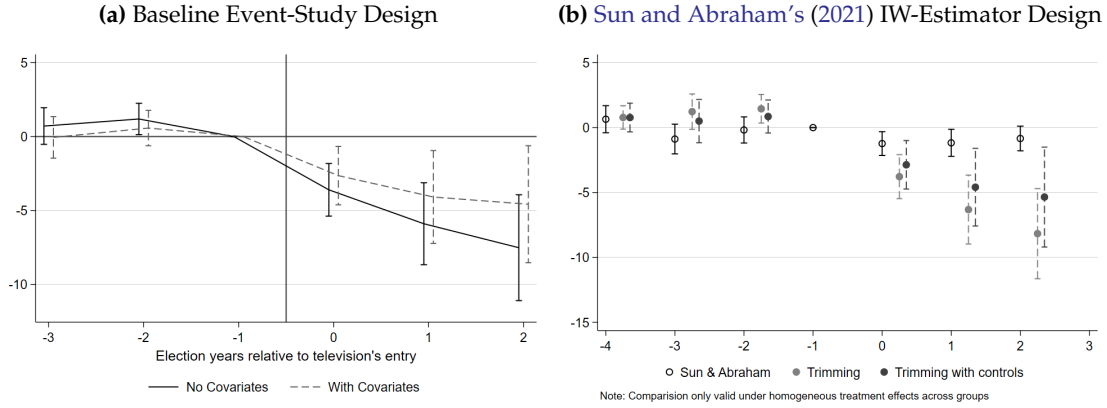 (a) Baseline Event-Study Design
5
0
-5
-10
-3 -2 -1 0 1 2
Election years relative to television's entry
No Covariates With Covariates
(b) Sun and Abraham's (2021) IW-Estimator Design
5
0
-5
-10
-15
-4 -3 -2 -1 0 1 2 3
Sun & Abraham Trimming Trimming with controls
Note: Comparision only valid under homogeneous treatment effects across groups